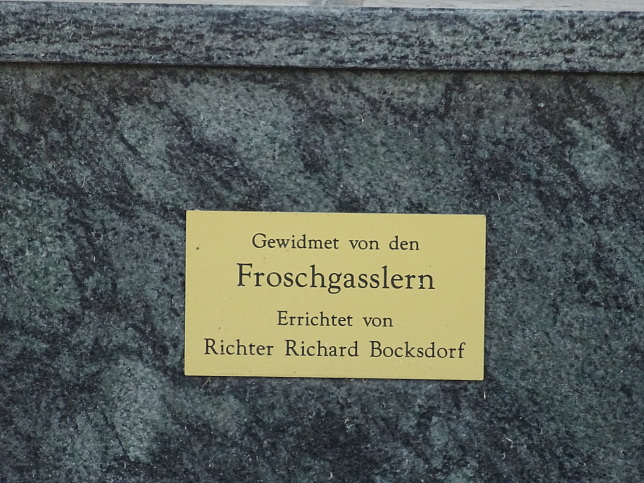 Gewidmet von den
Froschgasslern
Errichtet von
Richter Richard Bocksdorf